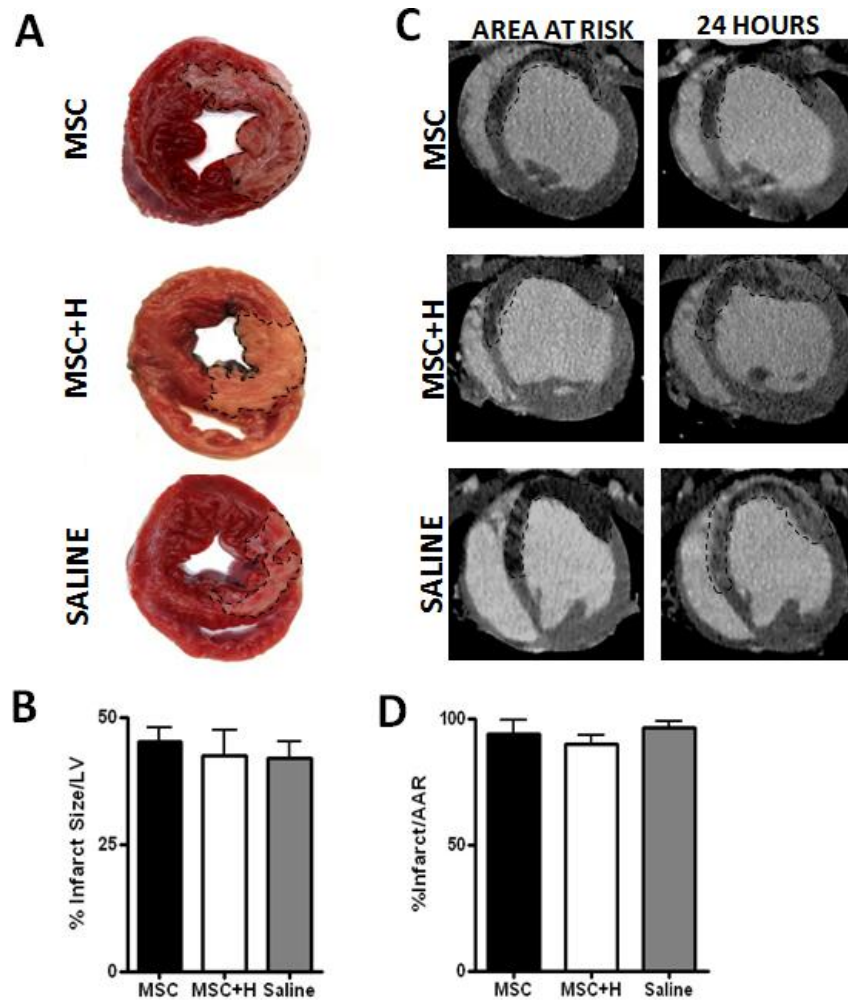 A
MSC
MSC+H
SALINE
C
AREA AT RISK
24 HOURS
MSC
MSC+H
SALINE
B
% Infarct Size/LV
50
25
0
MSC MSC+H Saline
D
%Infarct/AAR
100
50
0
MSC MSC+H Saline